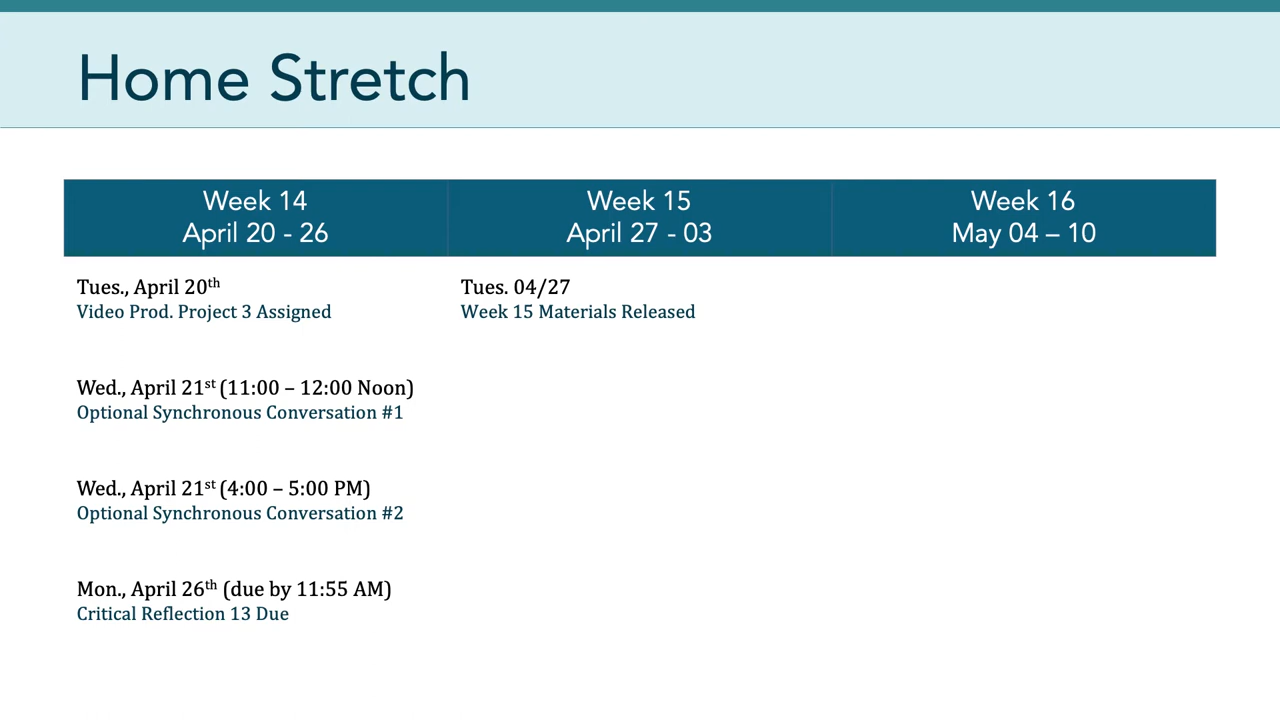 Home Stretch
Week 14
April 20 - 26
Week 15
April 27 - 03
Week 16
May 04 – 10
Tues., April 20th
Video Prod. Project 3 Assigned
Wed., April 21st (11:00 – 12:00 Noon)
Optional Synchronous Conversation #1
Wed., April 21st (4:00 – 5:00 PM)
Optional Synchronous Conversation #2
Mon., April 26th (due by 11:55 AM)
Critical Reflection 13 Due
Tues. 04/27
Week 15 Materials Released